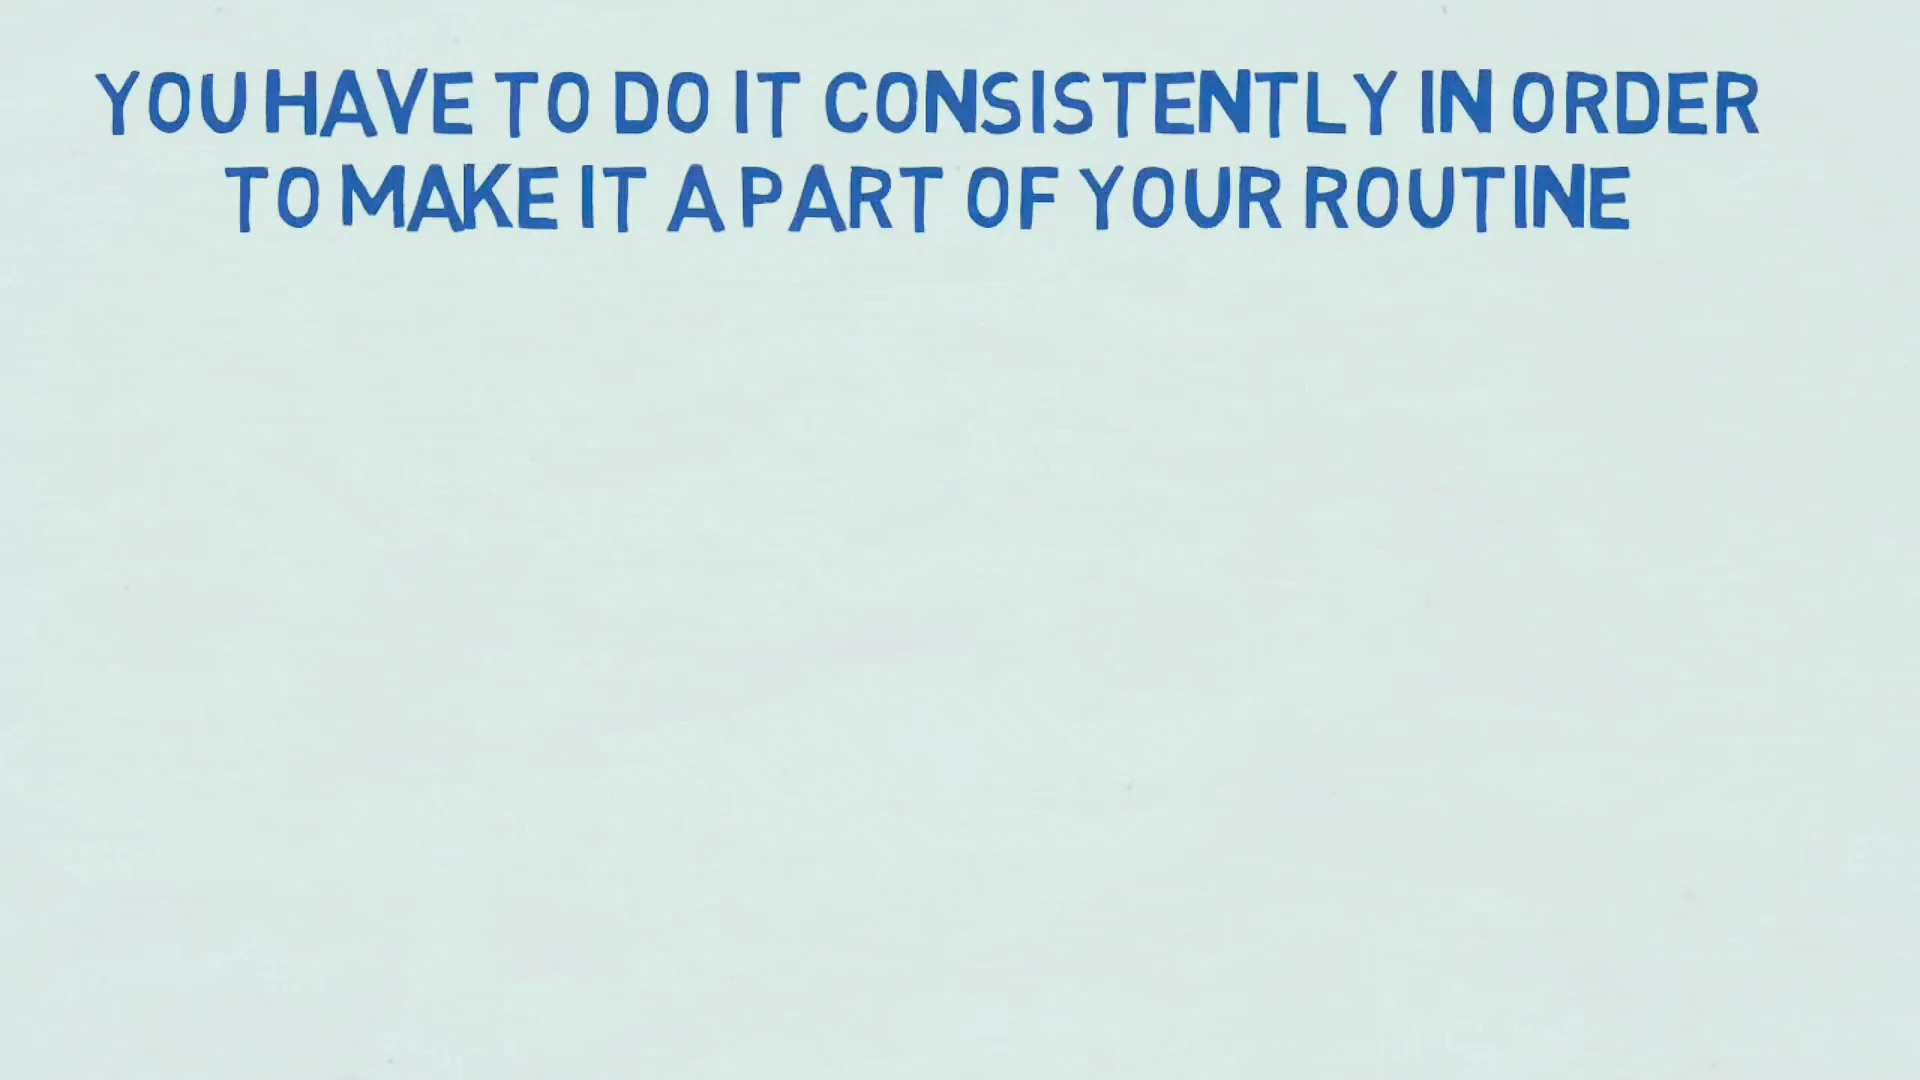 YOU HAVE TO DO IT CONSISTENTLY IN ORDER
TO MAKE IT A PART OF YOUR ROUTINE